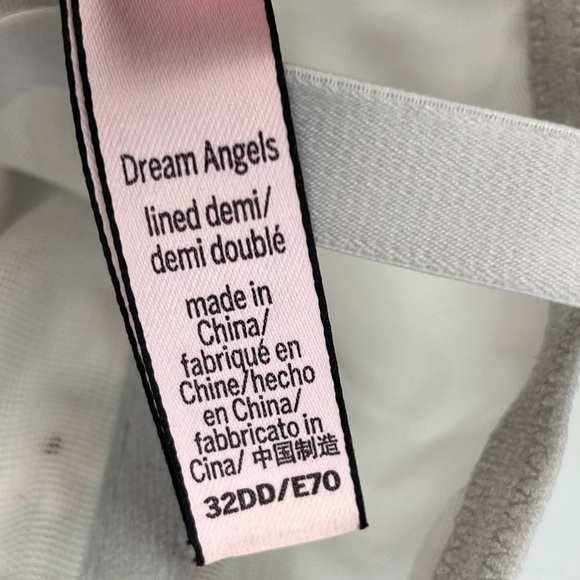 Dream Angels
lined demi/
demi doublé
made in
China/
fabriqué en
Chine/hecho
en China/
fabbricato in
Cina/ 中国制造
32DD/E70